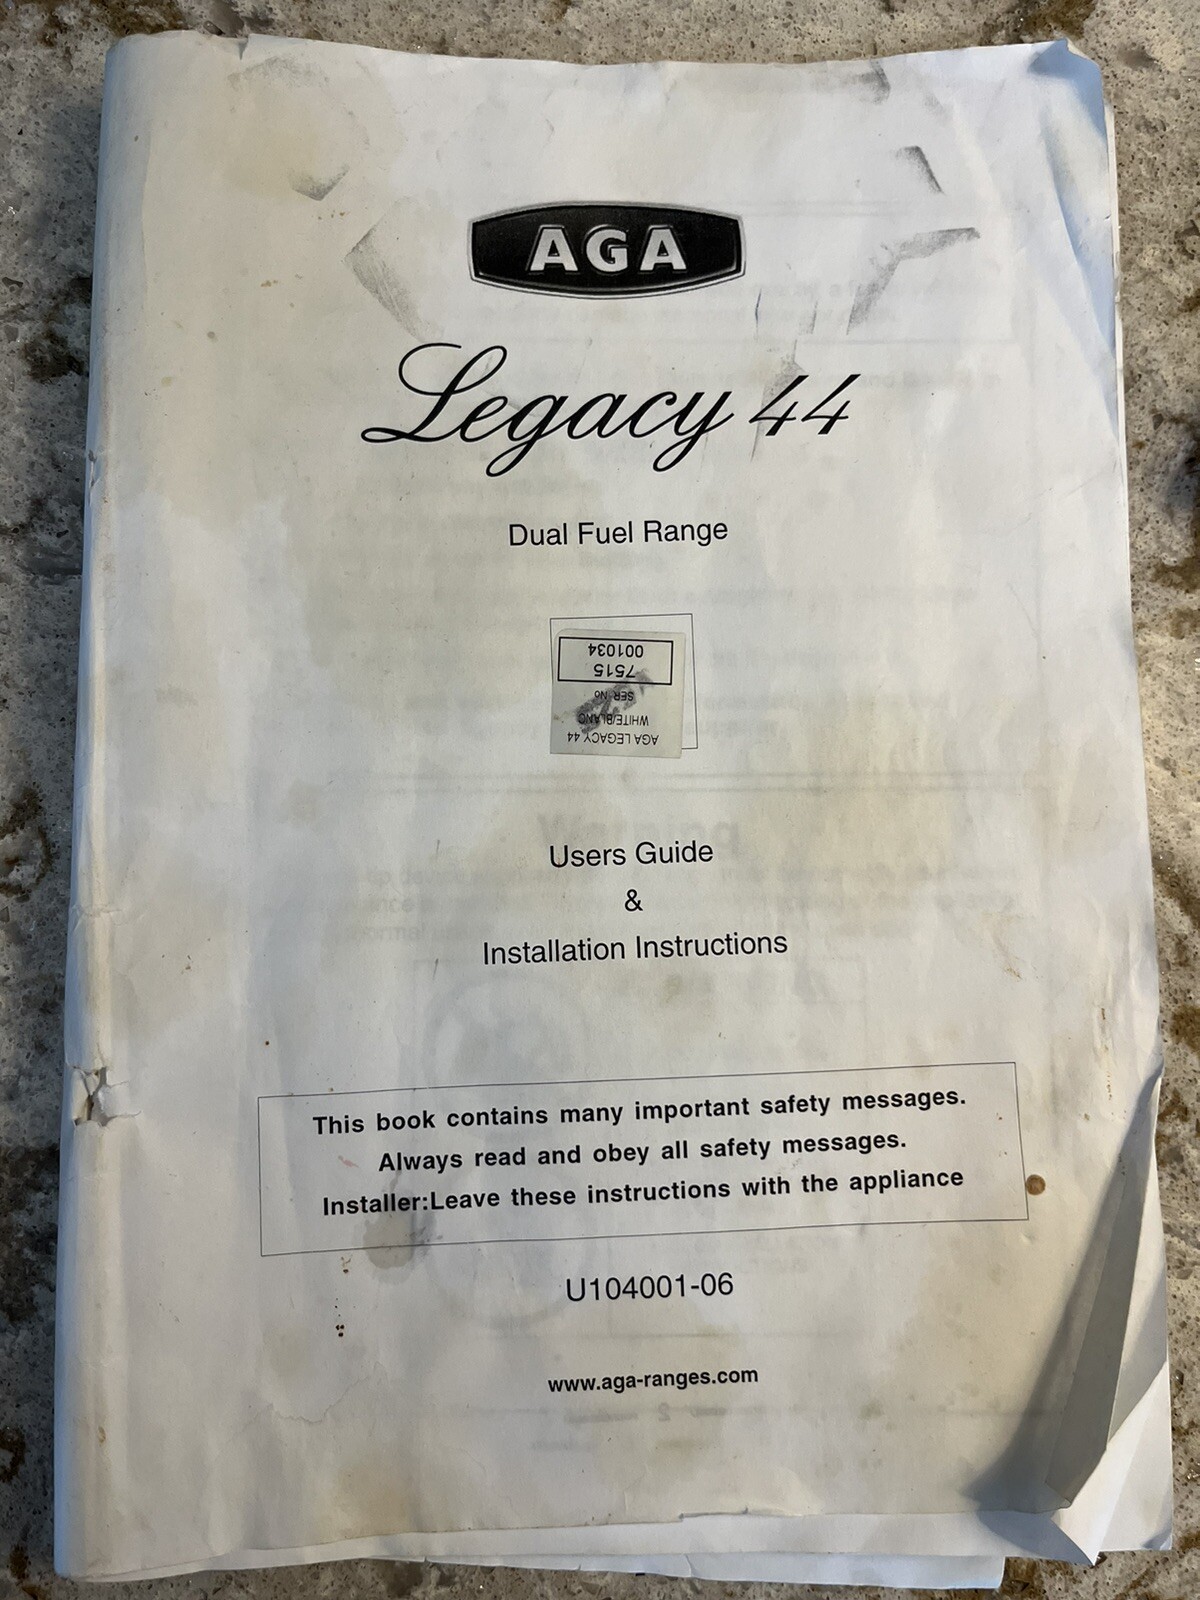 AGA
Legacy 44
Dual Fuel Range
AGA LEGACY 44
WHITE/BLANC
SER No
7515
001034
Users Guide
&
Installation Instructions
This book contains many important safety messages.
Always read and obey all safety messages.
Installer:Leave these instructions with the appliance
U104001-06
www.aga-ranges.com